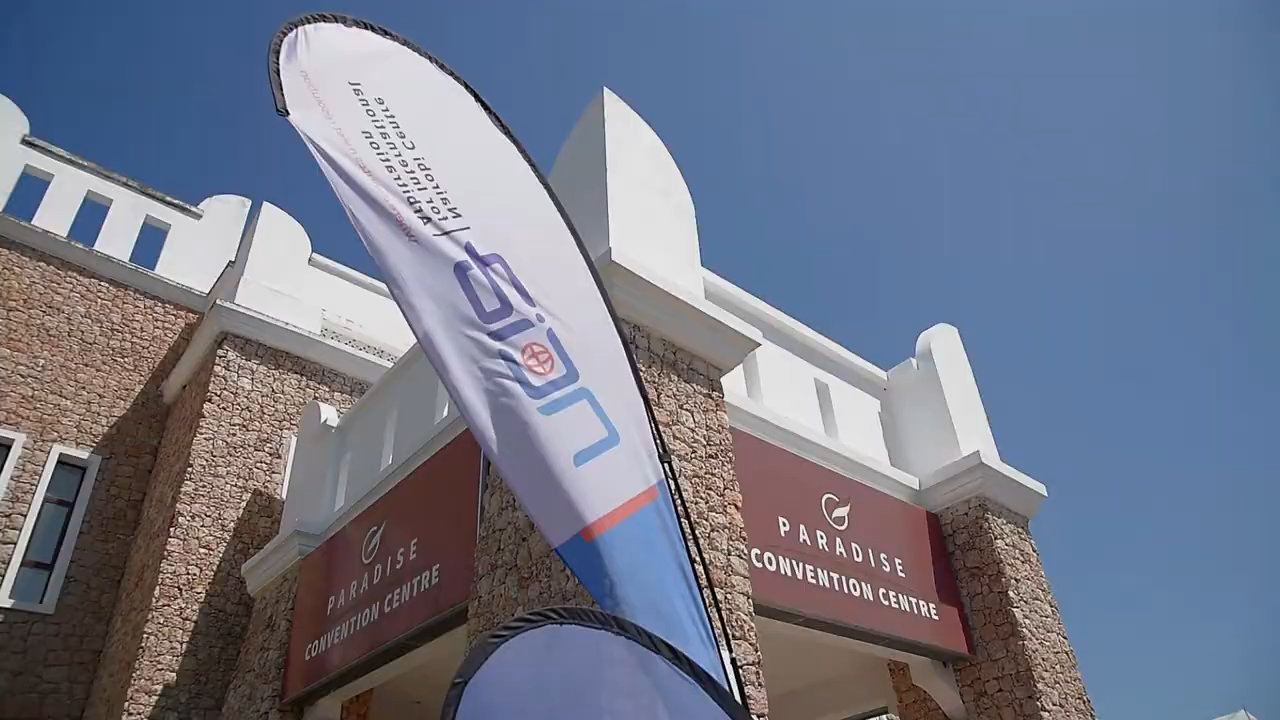 Nairobi Centre
for International
Arbitration
ncia
PARADISE
CONVENTION CENTRE
PARADISE
CONVENTION CENTRE